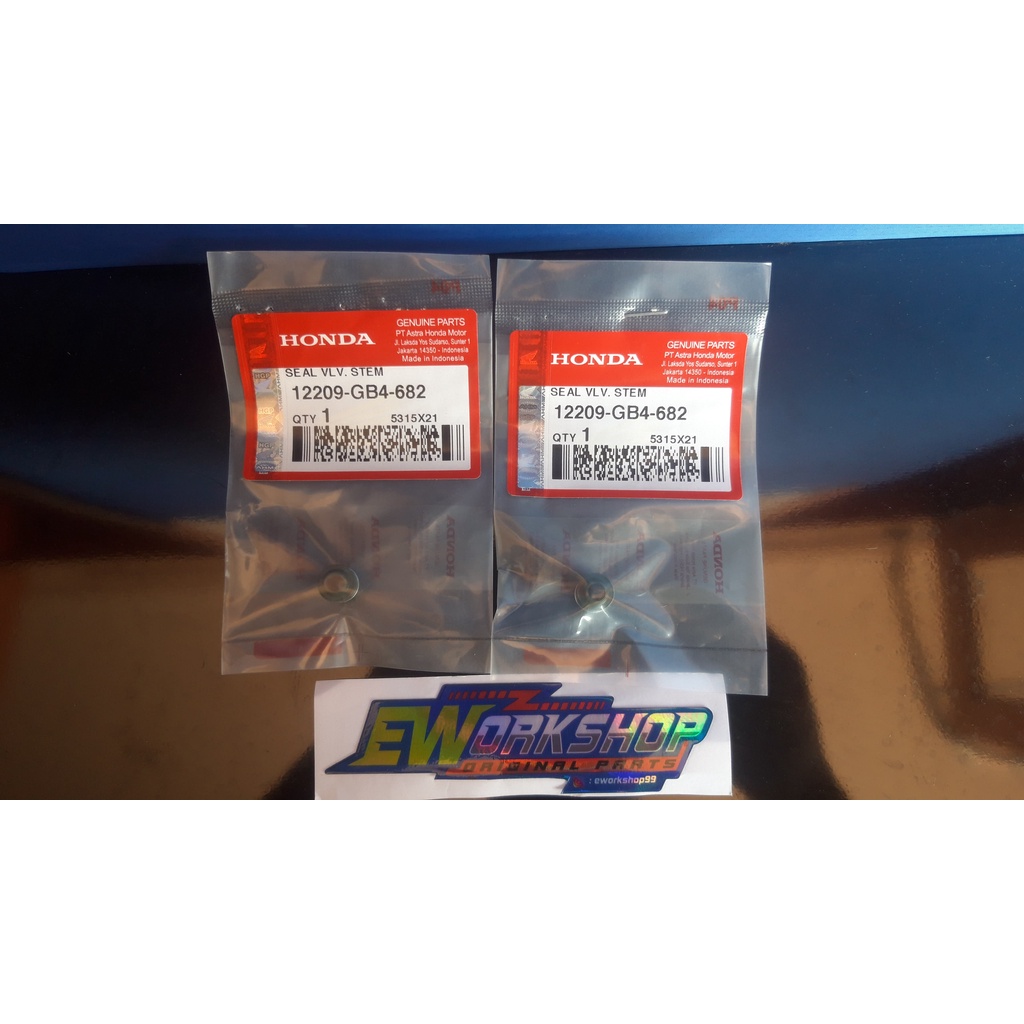 HONDA
GENUINE PARTS
PT Astra Honda Motor
Jl. Laksda Yos Sudarso, Sunter 1
Jakarta 14350 - Indonesia
Made in Indonesia
SEAL VLV. STEM
12209-GB4-682
QTY 1 5315X21
HONDA
HONDA
GENUINE PARTS
PT Astra Honda Motor
Jl. Laksda Yos Sudarso, Sunter 1
Jakarta 14350 - Indonesia
Made in Indonesia
SEAL VLV. STEM
12209-GB4-682
QTY 1 5315X21
HONDA
EWORKSHOP
ORIGINAL PARTS
: eworkshop99